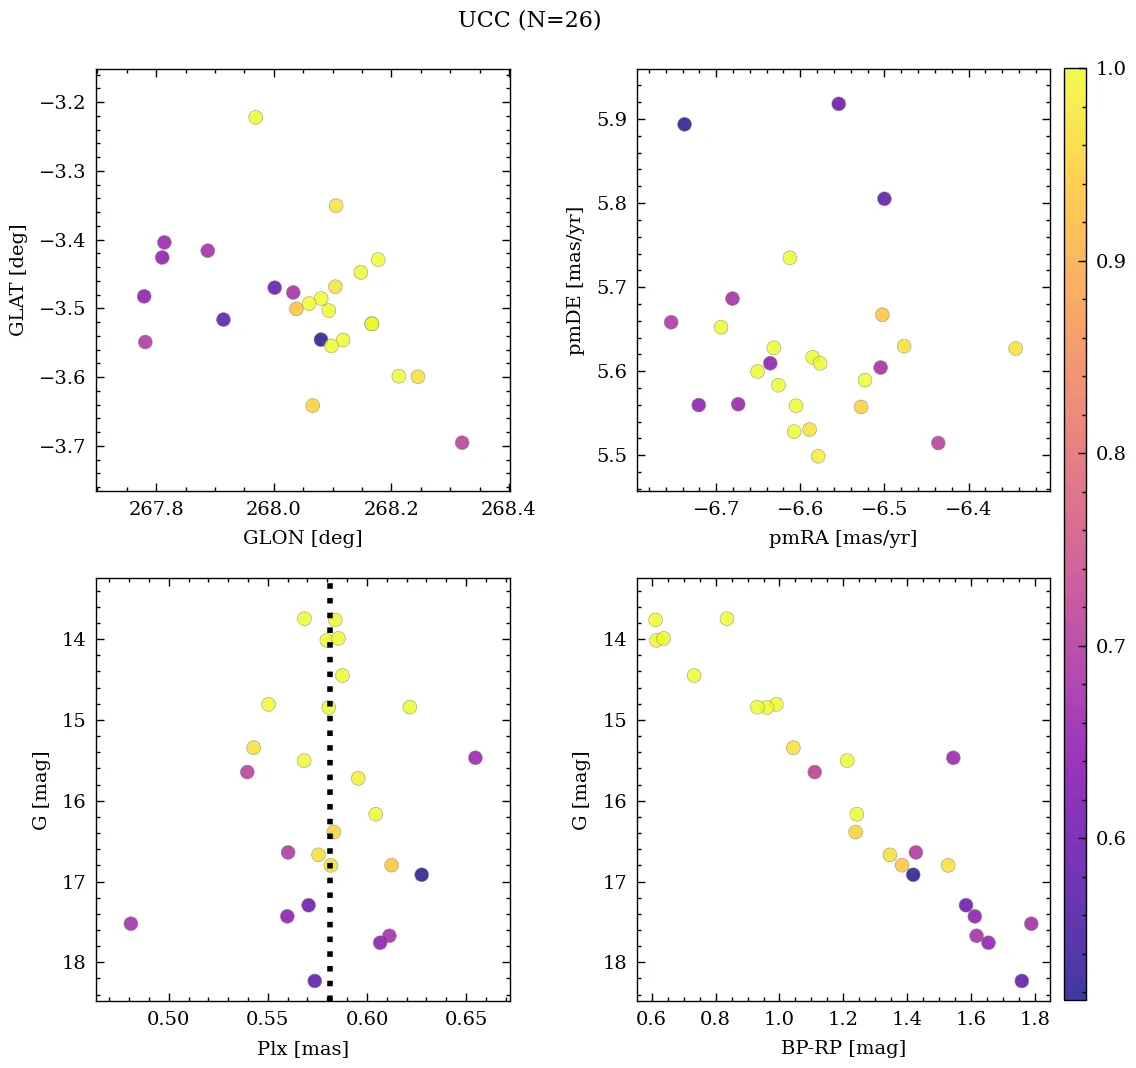 UCC (N=26)
−3.2
−3.3
−3.4
−3.5
−3.6
−3.7
GLAT [deg]
267.8 268.0 268.2 268.4
GLON [deg]
5.9
5.8
5.7
5.6
5.5
pmDE [mas/yr]
−6.7 −6.6 −6.5 −6.4
pmRA [mas/yr]
1.0
0.9
0.8
0.7
0.6
14
15
16
17
18
G [mag]
0.50 0.55 0.60 0.65
Plx [mas]
14
15
16
17
18
G [mag]
0.6 0.8 1.0 1.2 1.4 1.6 1.8
BP-RP [mag]